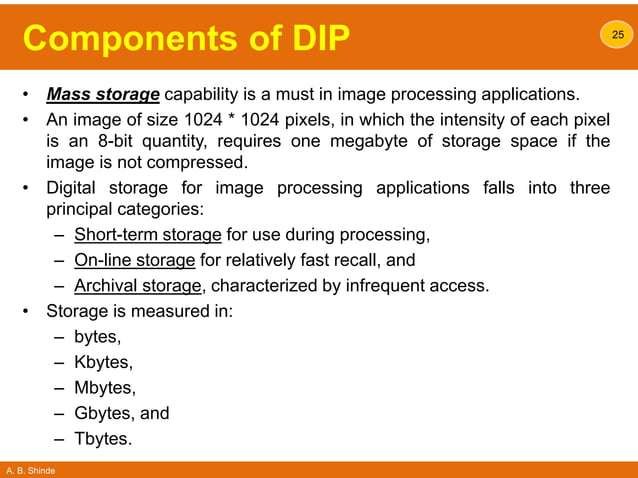 Components of DIP
25
• Mass storage capability is a must in image processing applications.
• An image of size 1024 * 1024 pixels, in which the intensity of each pixel
is an 8-bit quantity, requires one megabyte of storage space if the
image is not compressed.
• Digital storage for image processing applications falls into three
principal categories:
– Short-term storage for use during processing,
– On-line storage for relatively fast recall, and
– Archival storage, characterized by infrequent access.
• Storage is measured in:
– bytes,
– Kbytes,
– Mbytes,
– Gbytes, and
– Tbytes.
A. B. Shinde